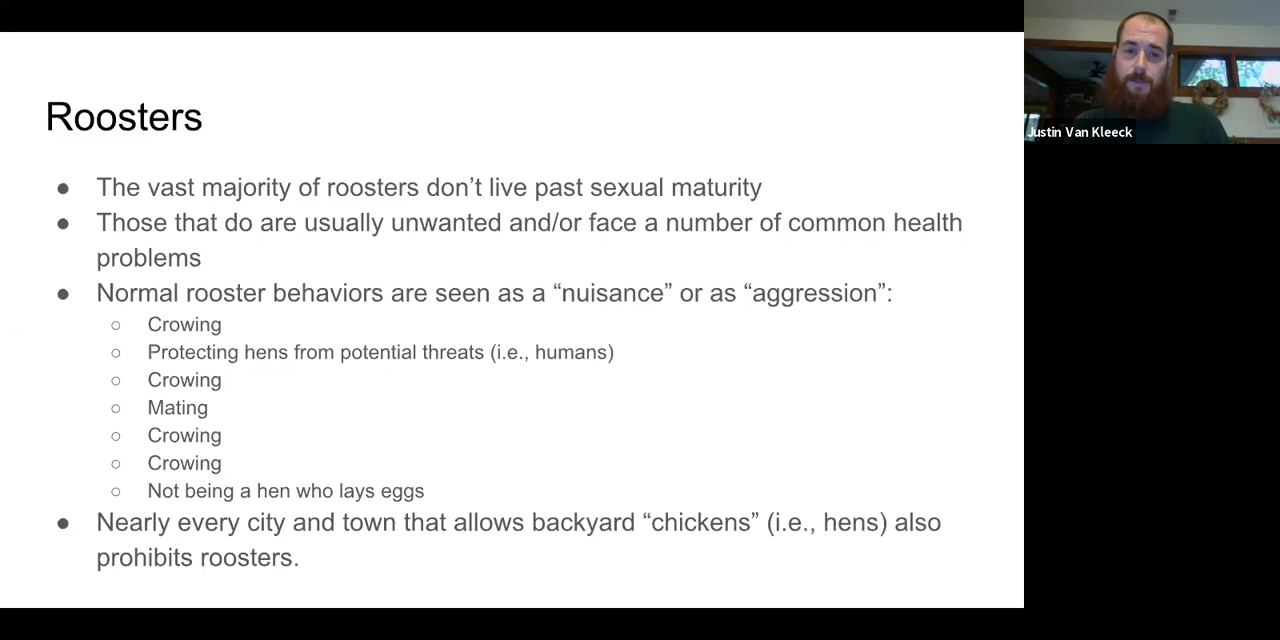 Roosters
● The vast majority of roosters don’t live past sexual maturity
● Those that do are usually unwanted and/or face a number of common health
problems
● Normal rooster behaviors are seen as a “nuisance” or as “aggression”:
○ Crowing
○ Protecting hens from potential threats (i.e., humans)
○ Crowing
○ Mating
○ Crowing
○ Crowing
○ Not being a hen who lays eggs
● Nearly every city and town that allows backyard “chickens” (i.e., hens) also
prohibits roosters.
Justin Van Kleeck